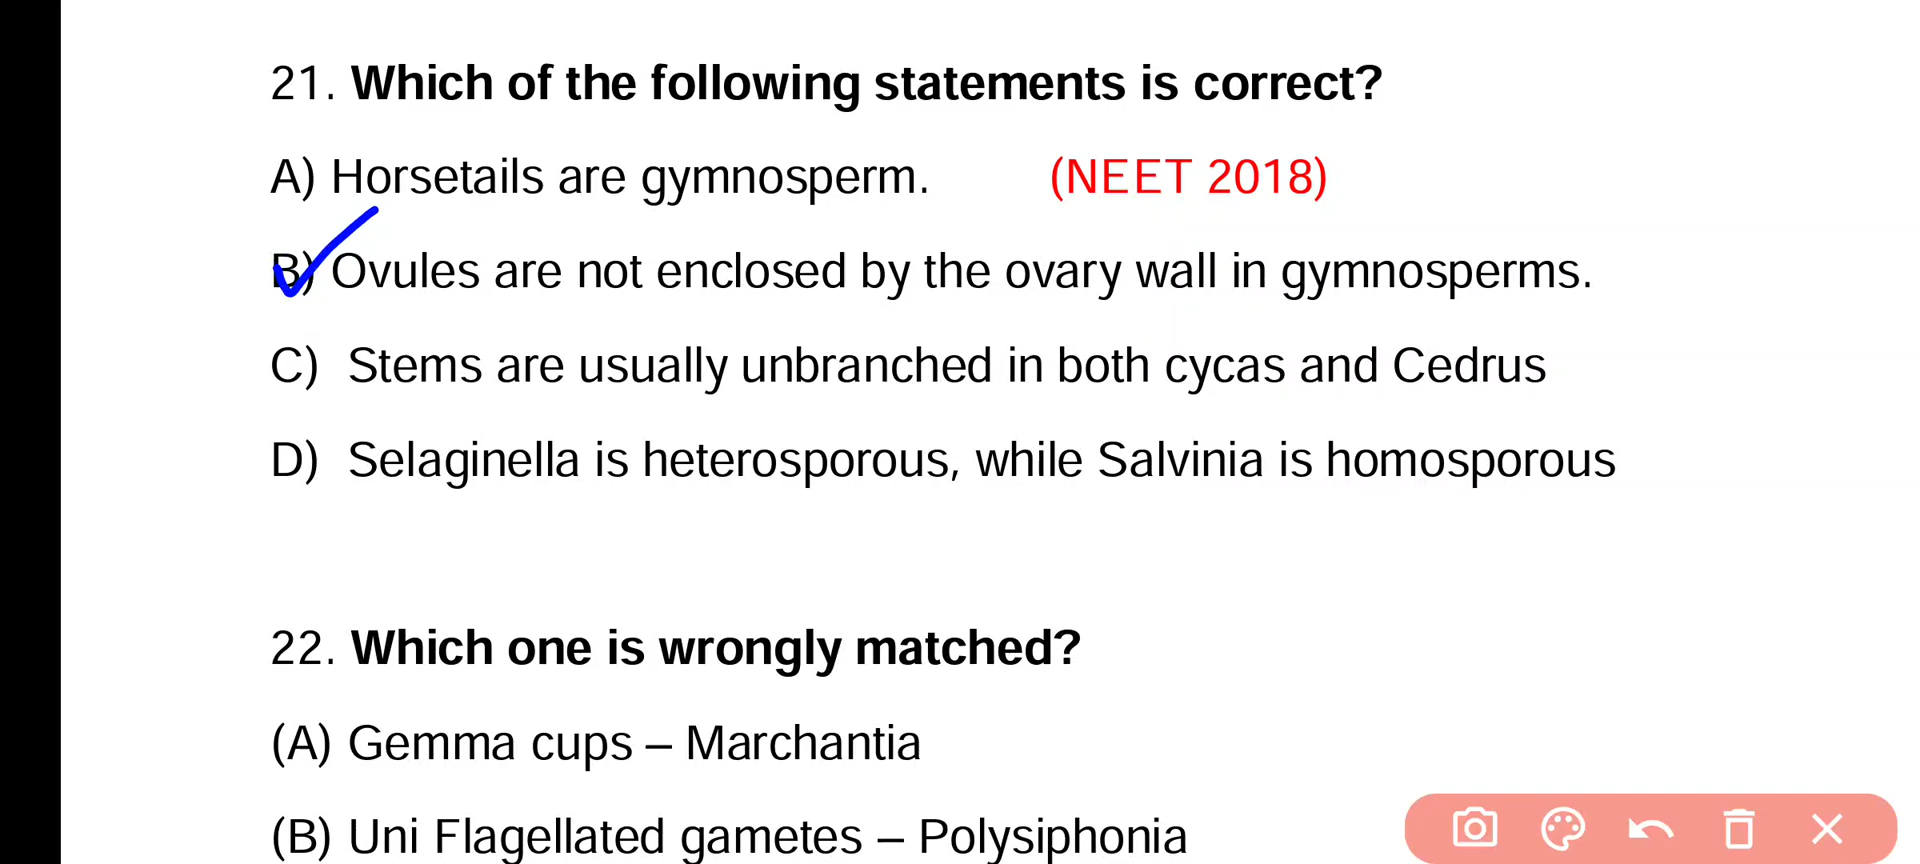 21. Which of the following statements is correct?
A) Horsetails are gymnosperm. (NEET 2018)
B) Ovules are not enclosed by the ovary wall in gymnosperms.
C) Stems are usually unbranched in both cycas and Cedrus
D) Selaginella is heterosporous, while Salvinia is homosporous
22. Which one is wrongly matched?
(A) Gemma cups – Marchantia
(B) Uni Flagellated gametes – Polysiphonia